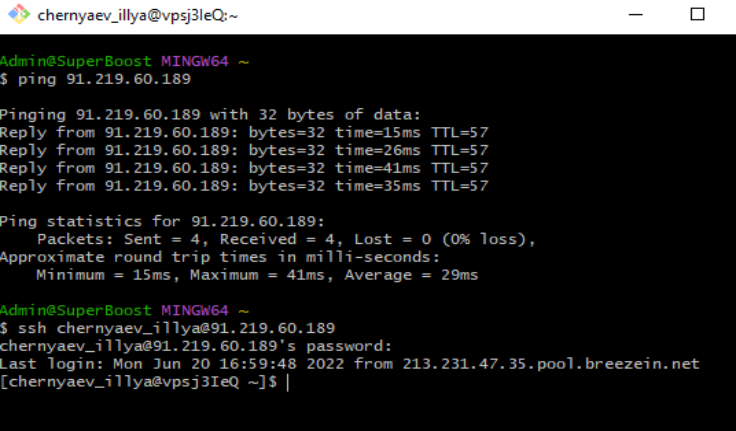 chernyaev_illya@vpsj3IeQ:~
Admin@SuperBoost MINGW64 ~
$ ping 91.219.60.189
Pinging 91.219.60.189 with 32 bytes of data:
Reply from 91.219.60.189: bytes=32 time=15ms TTL=57
Reply from 91.219.60.189: bytes=32 time=26ms TTL=57
Reply from 91.219.60.189: bytes=32 time=41ms TTL=57
Reply from 91.219.60.189: bytes=32 time=35ms TTL=57
Ping statistics for 91.219.60.189:
    Packets: Sent = 4, Received = 4, Lost = 0 (0% loss),
Approximate round trip times in milli-seconds:
    Minimum = 15ms, Maximum = 41ms, Average = 29ms
Admin@SuperBoost MINGW64 ~
$ ssh chernyaev_illya@91.219.60.189
chernyaev_illya@91.219.60.189's password:
Last login: Mon Jun 20 16:59:48 2022 from 213.231.47.35.pool.breezein.net
[chernyaev_illya@vpsj3IeQ ~]$